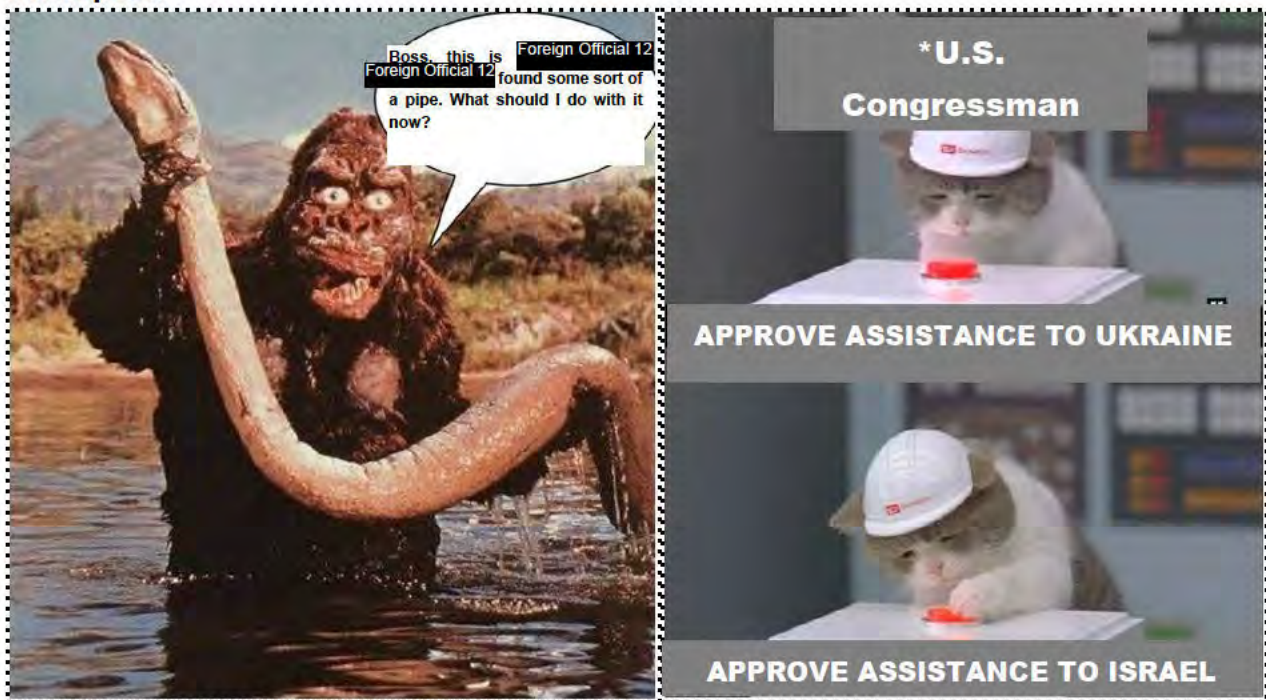 Boss, this is Foreign Official 12
Foreign Official 12 found some sort of
a pipe. What should I do with it
now?
*U.S.
Congressman
APPROVE ASSISTANCE TO UKRAINE
APPROVE ASSISTANCE TO ISRAEL